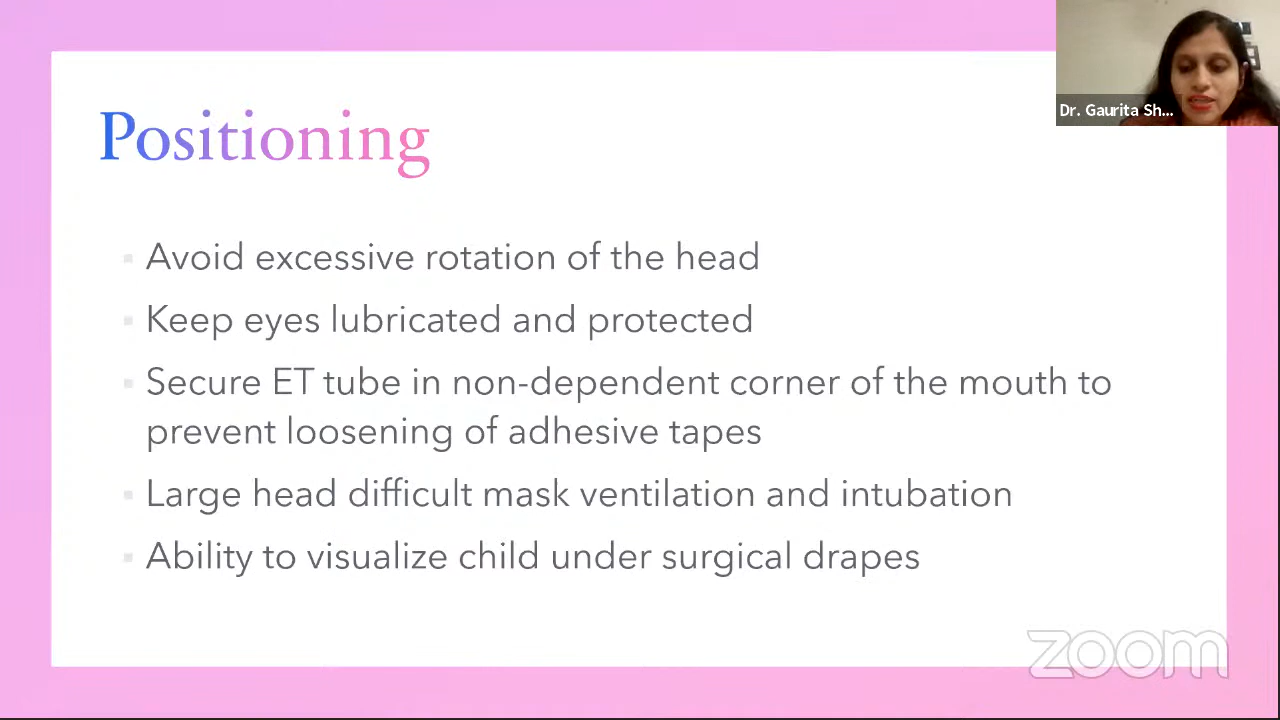 Dr. Gaurita Sh...
Positioning
Avoid excessive rotation of the head
Keep eyes lubricated and protected
Secure ET tube in non-dependent corner of the mouth to
prevent loosening of adhesive tapes
Large head difficult mask ventilation and intubation
Ability to visualize child under surgical drapes
zoom